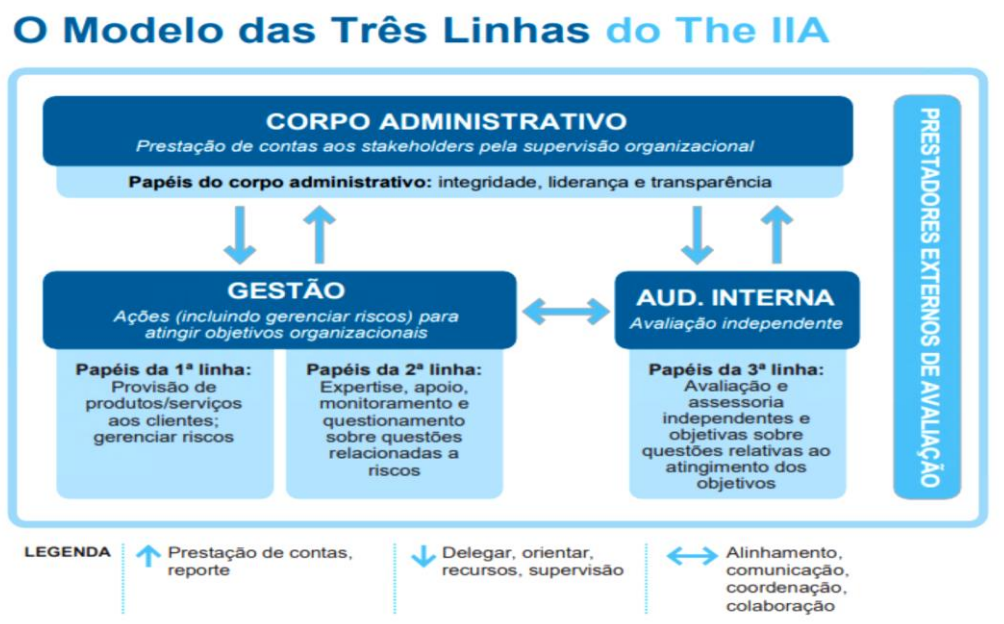 O Modelo das Três Linhas do The IIA
CORPO ADMINISTRATIVO
Prestação de contas aos stakeholders pela supervisão organizacional
Papéis do corpo administrativo: integridade, liderança e transparência
GESTÃO
Ações (incluindo gerenciar riscos) para
atingir objetivos organizacionais
Papéis da 1ª linha:
Provisão de
produtos/serviços
aos clientes;
gerenciar riscos
Papéis da 2ª linha:
Expertise, apoio,
monitoramento e
questionamento
sobre questões
relacionadas a
riscos
AUD. INTERNA
Avaliação independente
Papéis da 3ª linha:
Avaliação e
assessoria
independentes e
objetivas sobre
questões relativas ao
atingimento dos
objetivos
PRESTADORES EXTERNOS DE AVALIAÇÃO
LEGENDA
Prestação de contas,
reporte
Delegar, orientar,
recursos, supervisão
Alinhamento,
comunicação,
coordenação,
colaboração